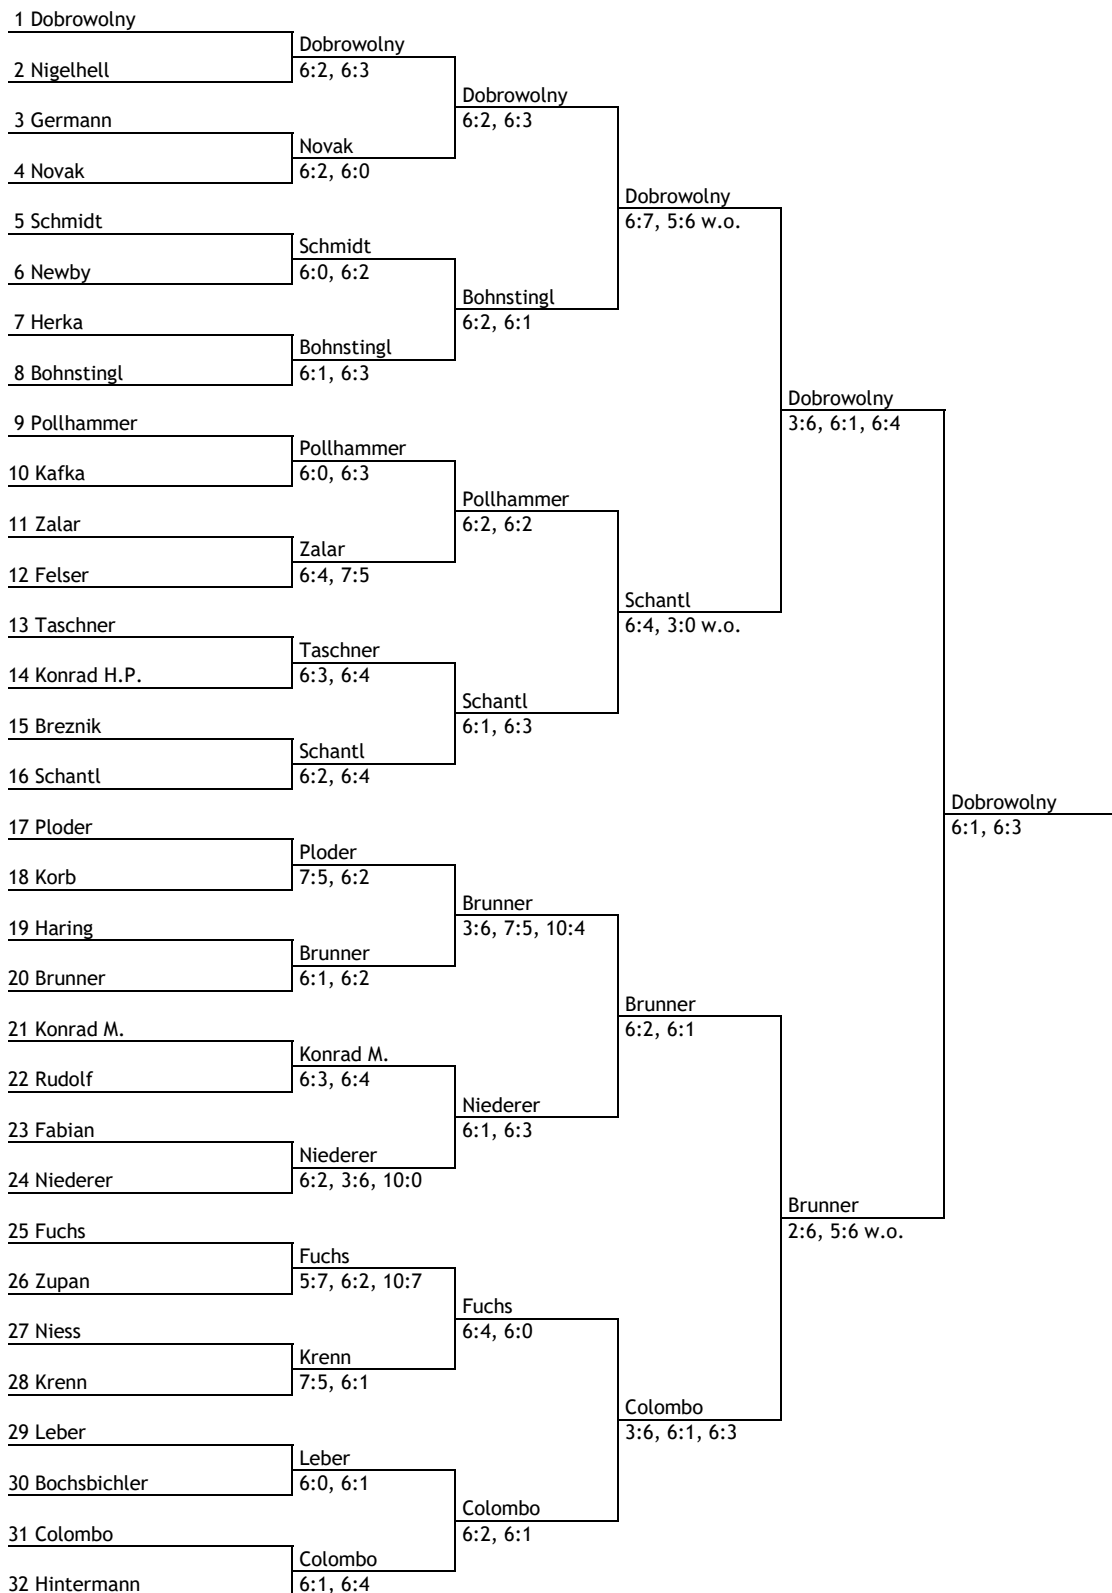 1 Dobrowolny
Dobrowolny
2 Nigelhell
6:2, 6:3
Dobrowolny
3 Germann
6:2, 6:3
Novak
4 Novak
6:2, 6:0
Dobrowolny
5 Schmidt
6:7, 5:6 w.o.
Schmidt
6 Newby
6:0, 6:2
Bohnstingl
7 Herka
6:2, 6:1
Bohnstingl
8 Bohnstingl
6:1, 6:3
Dobrowolny
9 Pollhammer
3:6, 6:1, 6:4
Pollhammer
10 Kafka
6:0, 6:3
Pollhammer
11 Zalar
6:2, 6:2
Zalar
12 Felser
6:4, 7:5
Schantl
13 Taschner
6:4, 3:0 w.o.
Taschner
14 Konrad H.P.
6:3, 6:4
Schantl
15 Breznik
6:1, 6:3
Schantl
16 Schantl
6:2, 6:4
Dobrowolny
17 Ploder
6:1, 6:3
Ploder
18 Korb
7:5, 6:2
Brunner
19 Haring
3:6, 7:5, 10:4
Brunner
20 Brunner
6:1, 6:2
Brunner
21 Konrad M.
6:2, 6:1
Konrad M.
22 Rudolf
6:3, 6:4
Niederer
23 Fabian
6:1, 6:3
Niederer
24 Niederer
6:2, 3:6, 10:0
Brunner
25 Fuchs
2:6, 5:6 w.o.
Fuchs
26 Zupan
5:7, 6:2, 10:7
Fuchs
27 Niess
6:4, 6:0
Krenn
28 Krenn
7:5, 6:1
Colombo
29 Leber
3:6, 6:1, 6:3
Leber
30 Bochsbichler
6:0, 6:1
Colombo
31 Colombo
6:2, 6:1
Colombo
32 Hintermann
6:1, 6:4